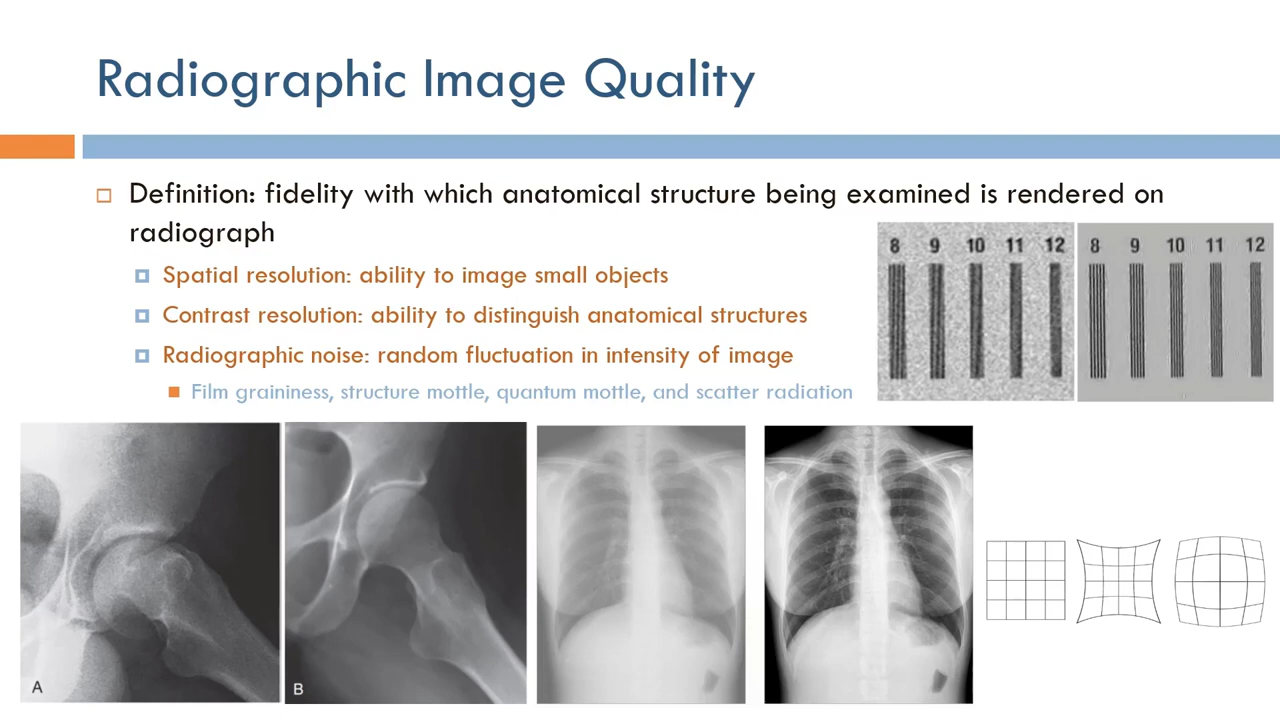 Radiographic Image Quality
Definition: fidelity with which anatomical structure being examined is rendered on
radiograph
Spatial resolution: ability to image small objects
Contrast resolution: ability to distinguish anatomical structures
Radiographic noise: random fluctuation in intensity of image
Film graininess, structure mottle, quantum mottle, and scatter radiation
8 9 10 11 12
8 9 10 11 12
A
B